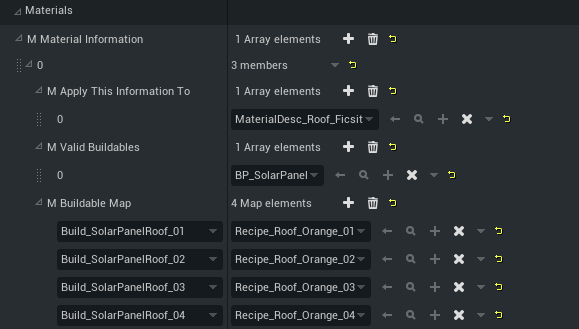 Materials
M Material Information 1 Array elements
0 3 members
M Apply This Information To 1 Array elements
0 MaterialDesc_Roof_Ficsit
M Valid Buildables 1 Array elements
0 BP_SolarPanel
M Buildable Map 4 Map elements
Build_SolarPanelRoof_01 Recipe_Roof_Orange_01
Build_SolarPanelRoof_02 Recipe_Roof_Orange_02
Build_SolarPanelRoof_03 Recipe_Roof_Orange_03
Build_SolarPanelRoof_04 Recipe_Roof_Orange_04